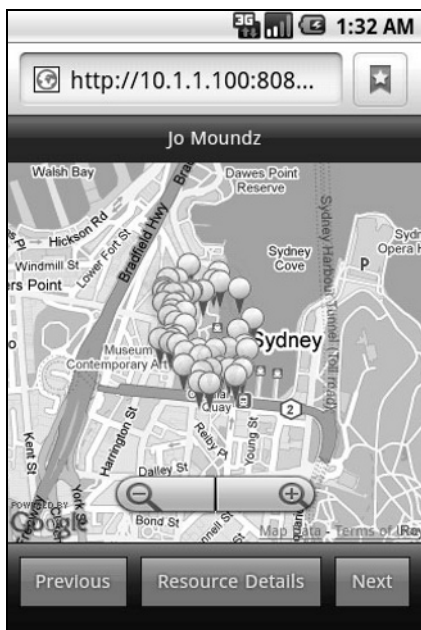 3G 1:32 AM
http://10.1.1.100:808...
Jo Moundz
Walsh Bay
Dawes Point
Reserve
Hickson Rd
Lower Fort St
Bradfield Hwy
Sydney Harbour Tunnel (Toll road)
Sydney
Cove
Opera
P
Windmill St
ers Point
Museum
Contemporary Art
Sydney
Quay
2
Kent St
York St
Harrington St
Reiby Pl
Young St
Dalley St
Bond St
POWERED BY
Google
Map Data - Terms of
Previous
Resource Details
Next